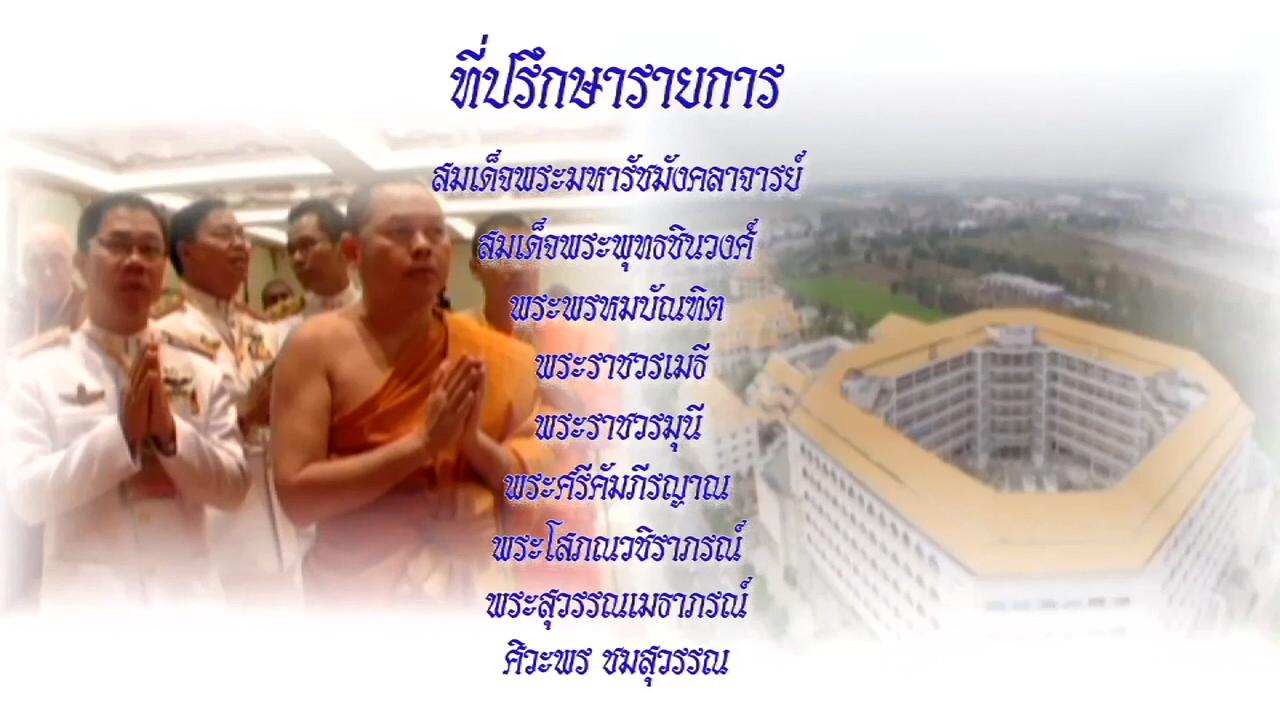 ที่ปรึกษารายการ
สมเด็จพระมหารัชมังคลาจารย์
สมเด็จพระพุทธชินวงศ์
พระพรหมบัณฑิต
พระราชวรเมธี
พระราชวรมุนี
พระศรีคัมภีรญาณ
พระโสภณวชิราภรณ์
พระสุวรรณเมธาภรณ์
ศิวะพร ชมสุวรรณ